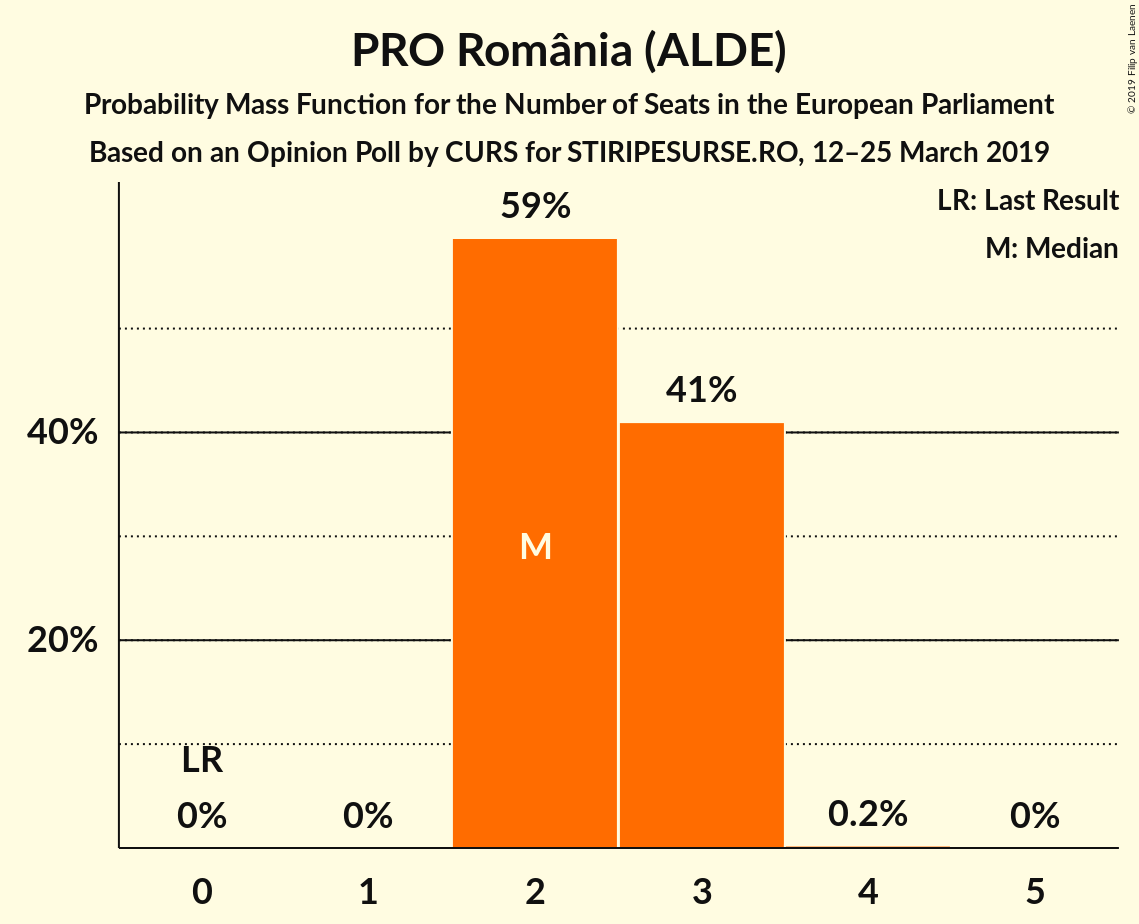 PRO România (ALDE)
Probability Mass Function for the Number of Seats in the European Parliament
Based on an Opinion Poll by CURS for STIRIPESURSE.RO, 12–25 March 2019
© 2019 Filip van Laenen
LR: Last Result
M: Median
59%
41%
40%
M
20%
LR
0%
0%
0.2%
0%
0
1
2
3
4
5